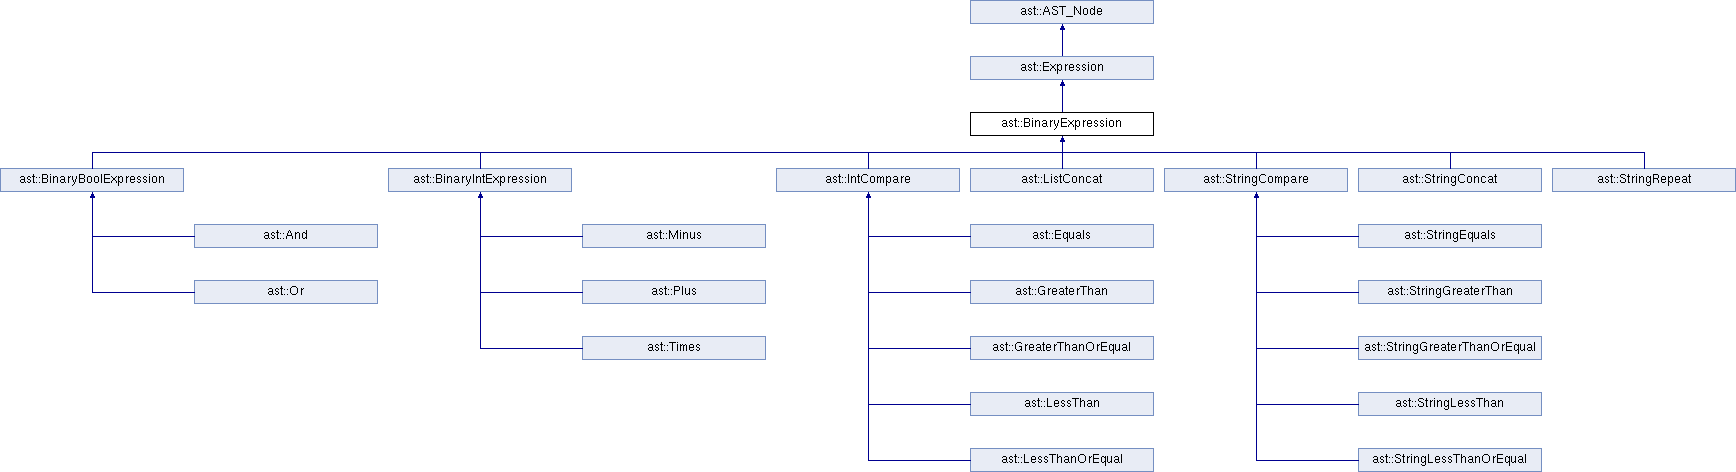 ast::AST_Node
ast::Expression
ast::BinaryExpression
ast::BinaryBoolExpression
ast::BinaryIntExpression
ast::IntCompare
ast::ListConcat
ast::StringCompare
ast::StringConcat
ast::StringRepeat
ast::And
ast::Minus
ast::Equals
ast::StringEquals
ast::Or
ast::Plus
ast::GreaterThan
ast::StringGreaterThan
ast::Times
ast::GreaterThanOrEqual
ast::StringGreaterThanOrEqual
ast::LessThan
ast::StringLessThan
ast::LessThanOrEqual
ast::StringLessThanOrEqual